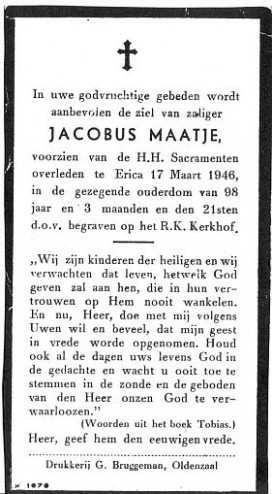 In uwe godvruchtige gebeden wordt
aanbevolen de ziel van zaliger
JACOBUS MAATJE,
voorzien van de H.H. Sacramenten
overleden te Erica 17 Maart 1946,
in de gezegende ouderdom van 98
jaar en 3 maanden en den 21sten
d.o.v. begraven op het R.K. Kerkhof.
„Wij zijn kinderen der heiligen en wij
verwachten dat leven, hetwelk God
geven zal aan hen, die in hun ver-
trouwen op Hem nooit wankelen.
En nu, Heer, doe met mij volgens
Uwen wil en beveel, dat mijn geest
in vrede worde opgenomen. Houd
ook al de dagen uws levens God in
de gedachte en wacht u ooit toe te
stemmen in de zonde en de geboden
van den Heer onzen God te ver-
waarloozen."
(Woorden uit het boek Tobias.)
Heer, geef hem den eeuwigen vrede.
Drukkerij G. Bruggeman, Oldenzaal
1678